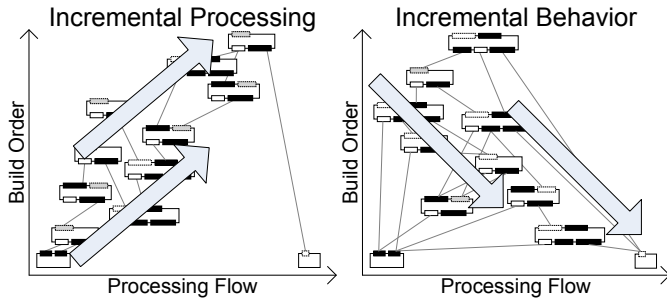 Incremental Processing
Build Order
Processing Flow
Incremental Behavior
Build Order
Processing Flow